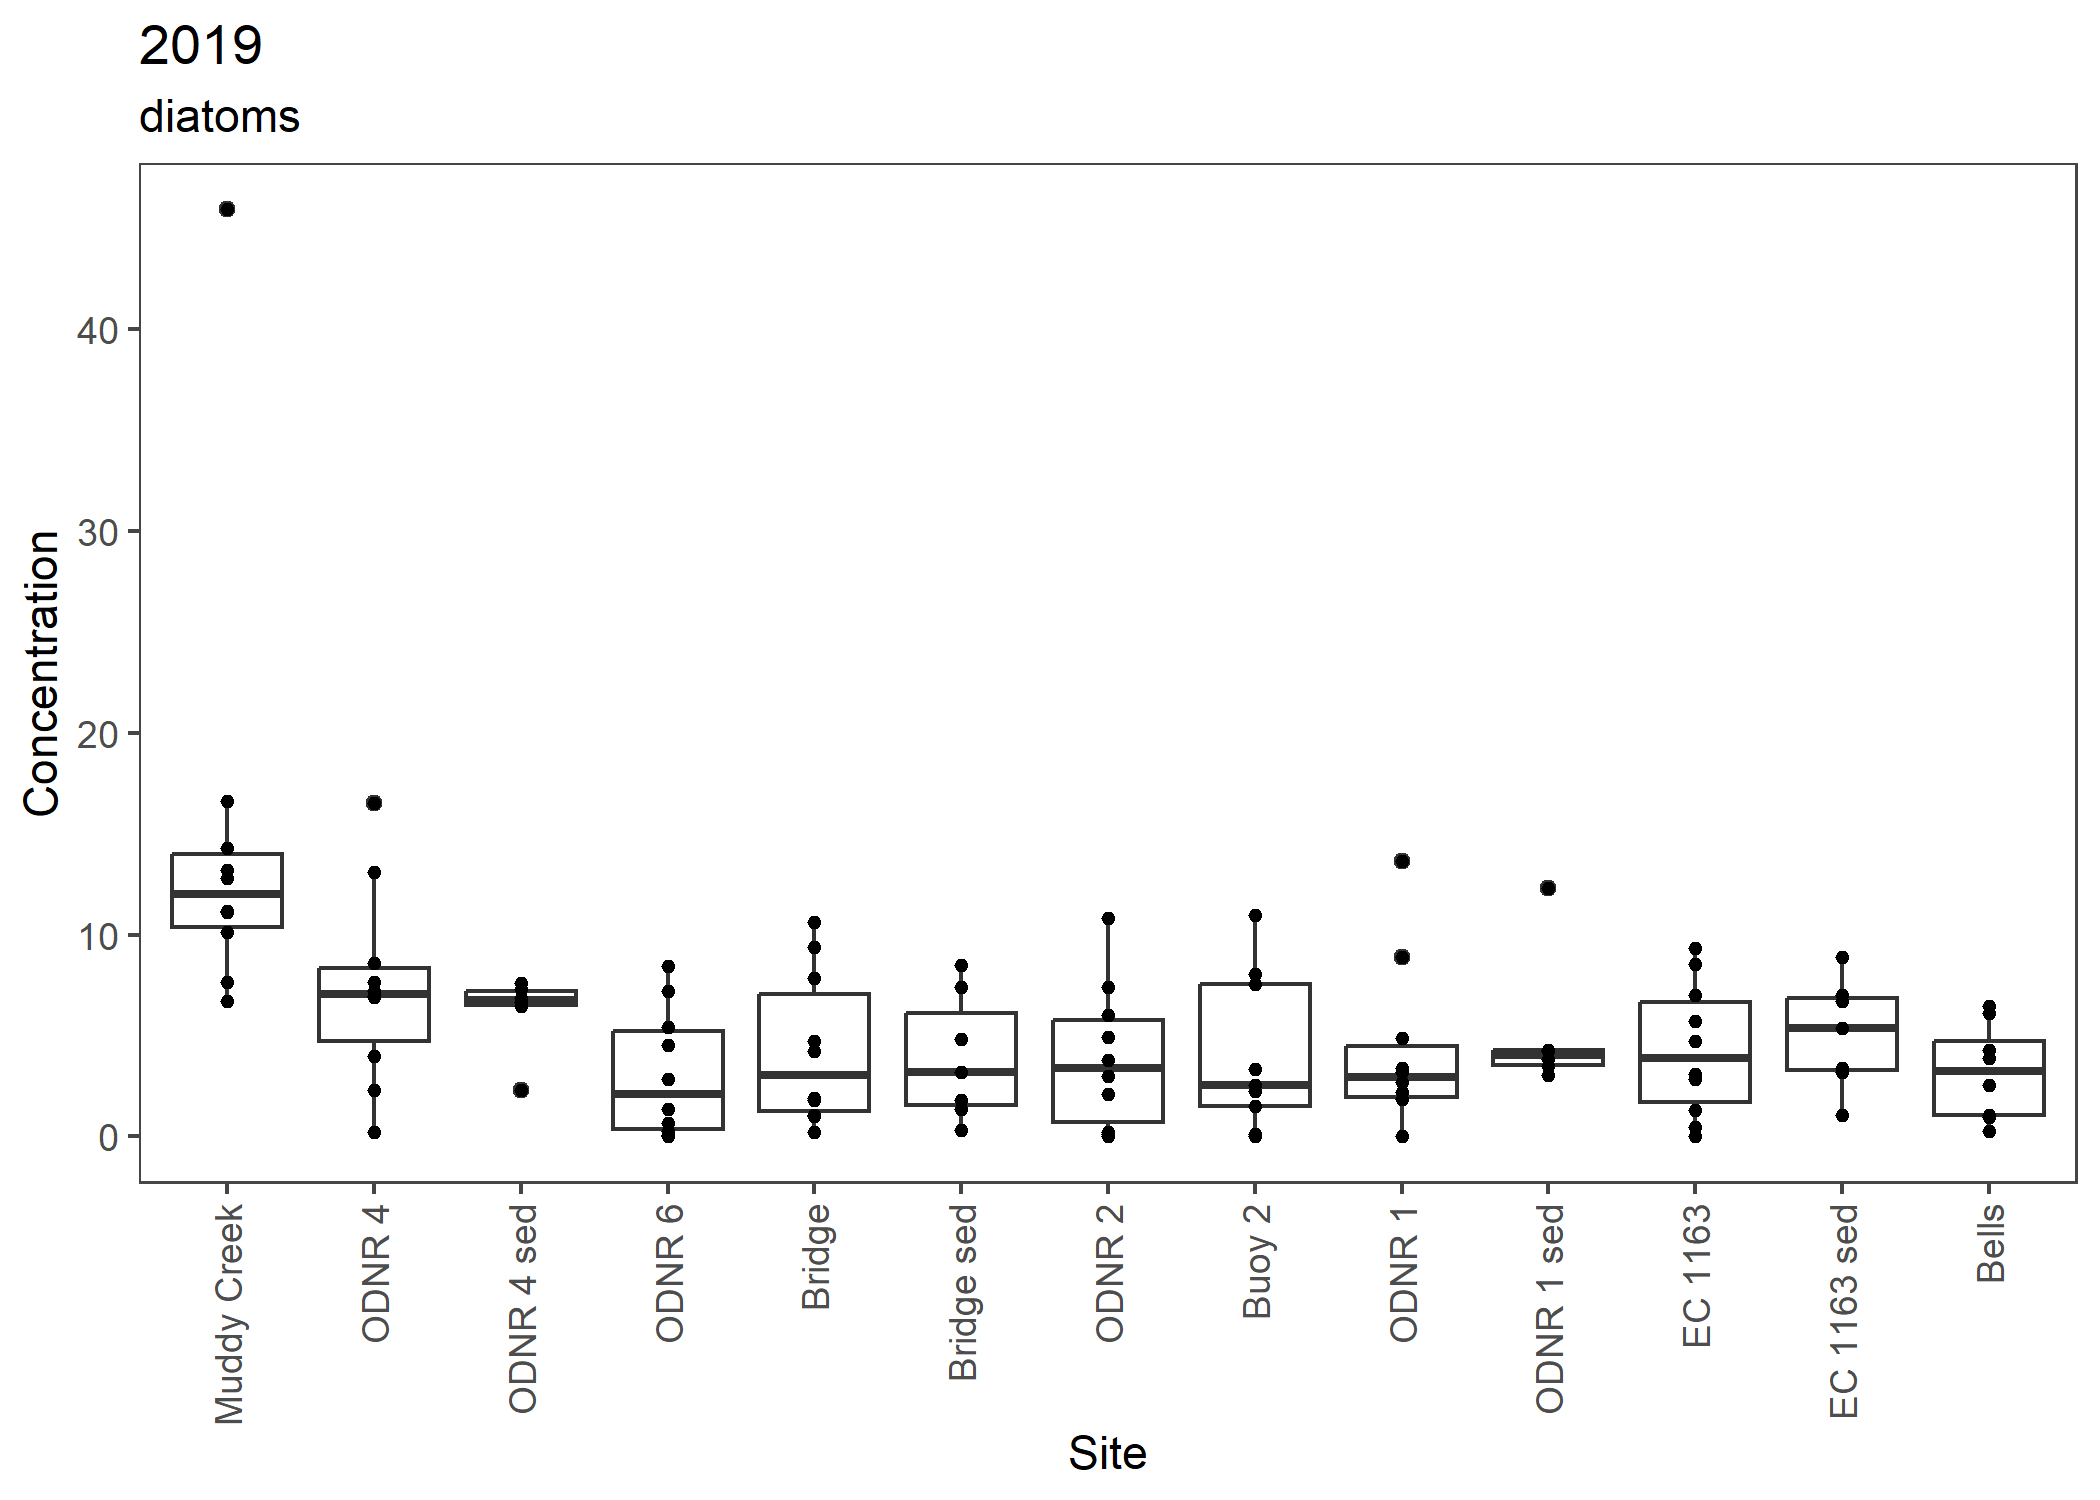 2019
diatoms
Concentration
40
30
20
10
0
Muddy Creek
ODNR 4
ODNR 4 sed
ODNR 6
Bridge
Bridge sed
ODNR 2
Buoy 2
ODNR 1
ODNR 1 sed
EC 1163
EC 1163 sed
Bells
Site